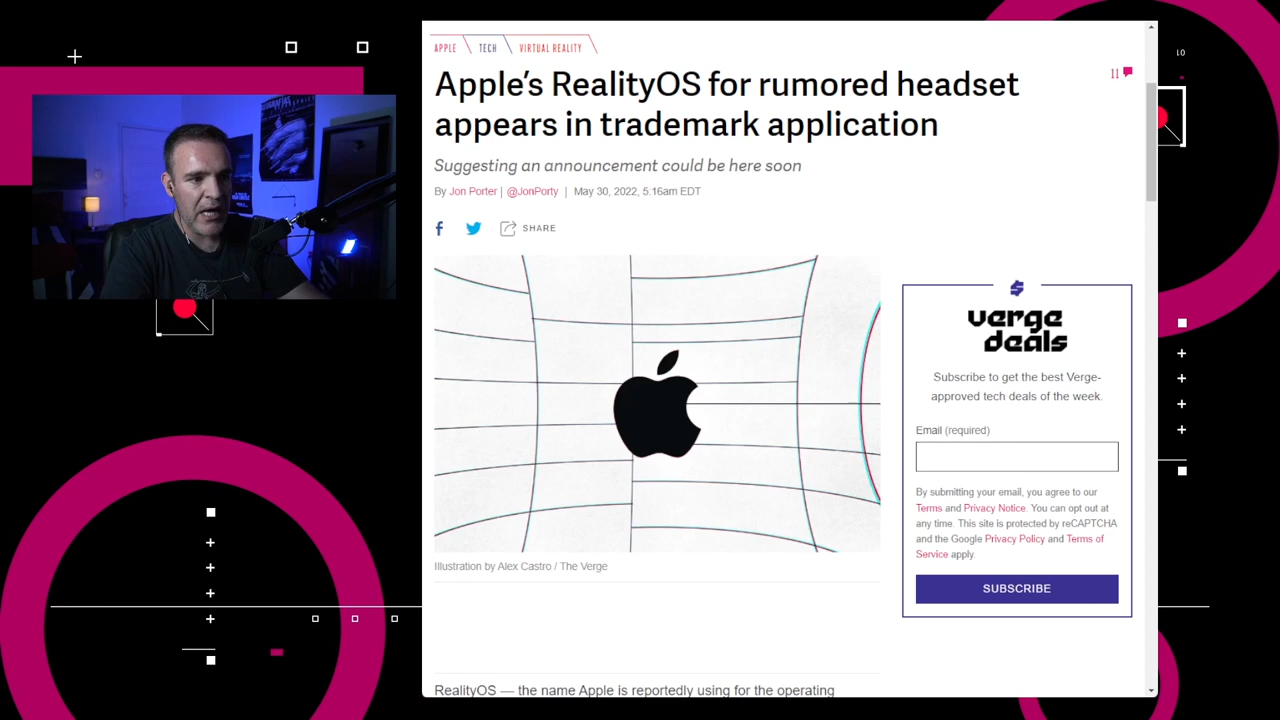 APPLE TECH VIRTUAL REALITY
Apple's RealityOS for rumored headset
appears in trademark application
11
Suggesting an announcement could be here soon
By Jon Porter | @JonPorty | May 30, 2022, 5:16am EDT
SHARE
verge
deals
Subscribe to get the best Verge-
approved tech deals of the week.
Email (required)
By submitting your email, you agree to our
Terms and Privacy Notice. You can opt out at
any time. This site is protected by reCAPTCHA
and the Google Privacy Policy and Terms of
Service apply.
SUBSCRIBE
Illustration by Alex Castro / The Verge
RealityOS — the name Apple is reportedly using for the operating
10